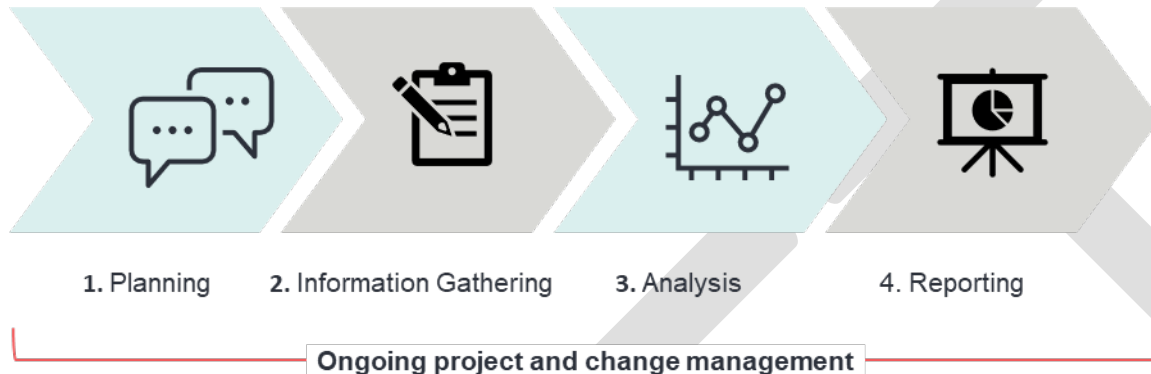 1. Planning
2. Information Gathering
3. Analysis
4. Reporting
Ongoing project and change management